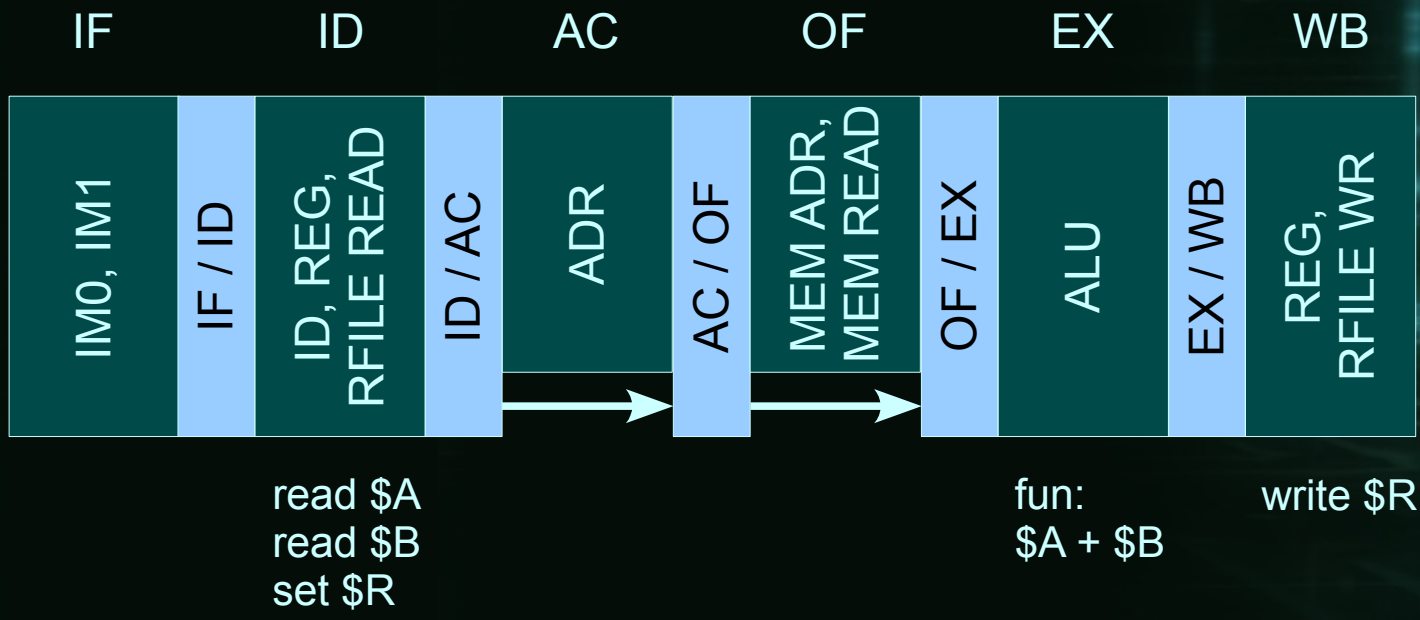 IF
ID
AC
OF
EX
WB
IM0, IM1
IF / ID
ID, REG,
RFILE READ
ID / AC
ADR
AC / OF
MEM ADR,
MEM READ
OF / EX
ALU
EX / WB
REG,
RFILE WR
read $A
read $B
set $R
fun:
$A + $B
write $R